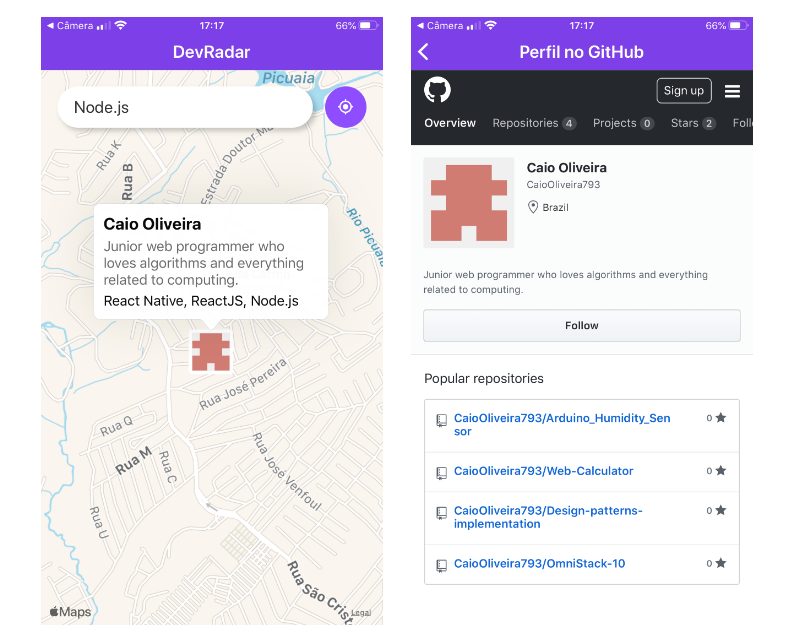 ◀ Câmera
17:17
66%
DevRadar
Picuaia
Node.js
Estrada Doutor M
Rua K
Rua B
Rio Picuaia
Caio Oliveira
Junior web programmer who
loves algorithms and everything
related to computing.
React Native, ReactJS, Node.js
Rua José Pereira
Rua Q
Rua M
Rua C
Rua José Venfoul
Rua U
Rua São Crist
Maps
Legal
◀ Câmera
17:17
66%
Perfil no GitHub
Sign up
Overview Repositories 4 Projects 0 Stars 2 Foll
Caio Oliveira
CaioOliveira793
Brazil
Junior web programmer who loves algorithms and everything
related to computing.
Follow
Popular repositories
CaioOliveira793/Arduino_Humidity_Sen 0
sor
CaioOliveira793/Web-Calculator 0
CaioOliveira793/Design-patterns- 0
implementation
CaioOliveira793/OmniStack-10 0